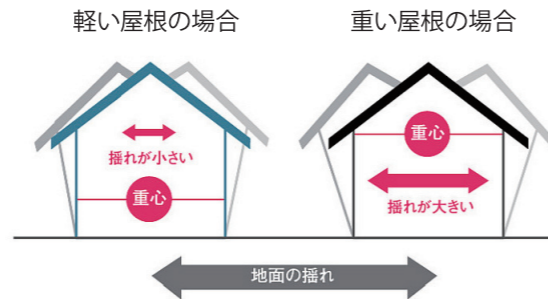 軽い屋根の場合
重い屋根の場合
揺れが小さい
重心
重心
揺れが大きい
地面の揺れ